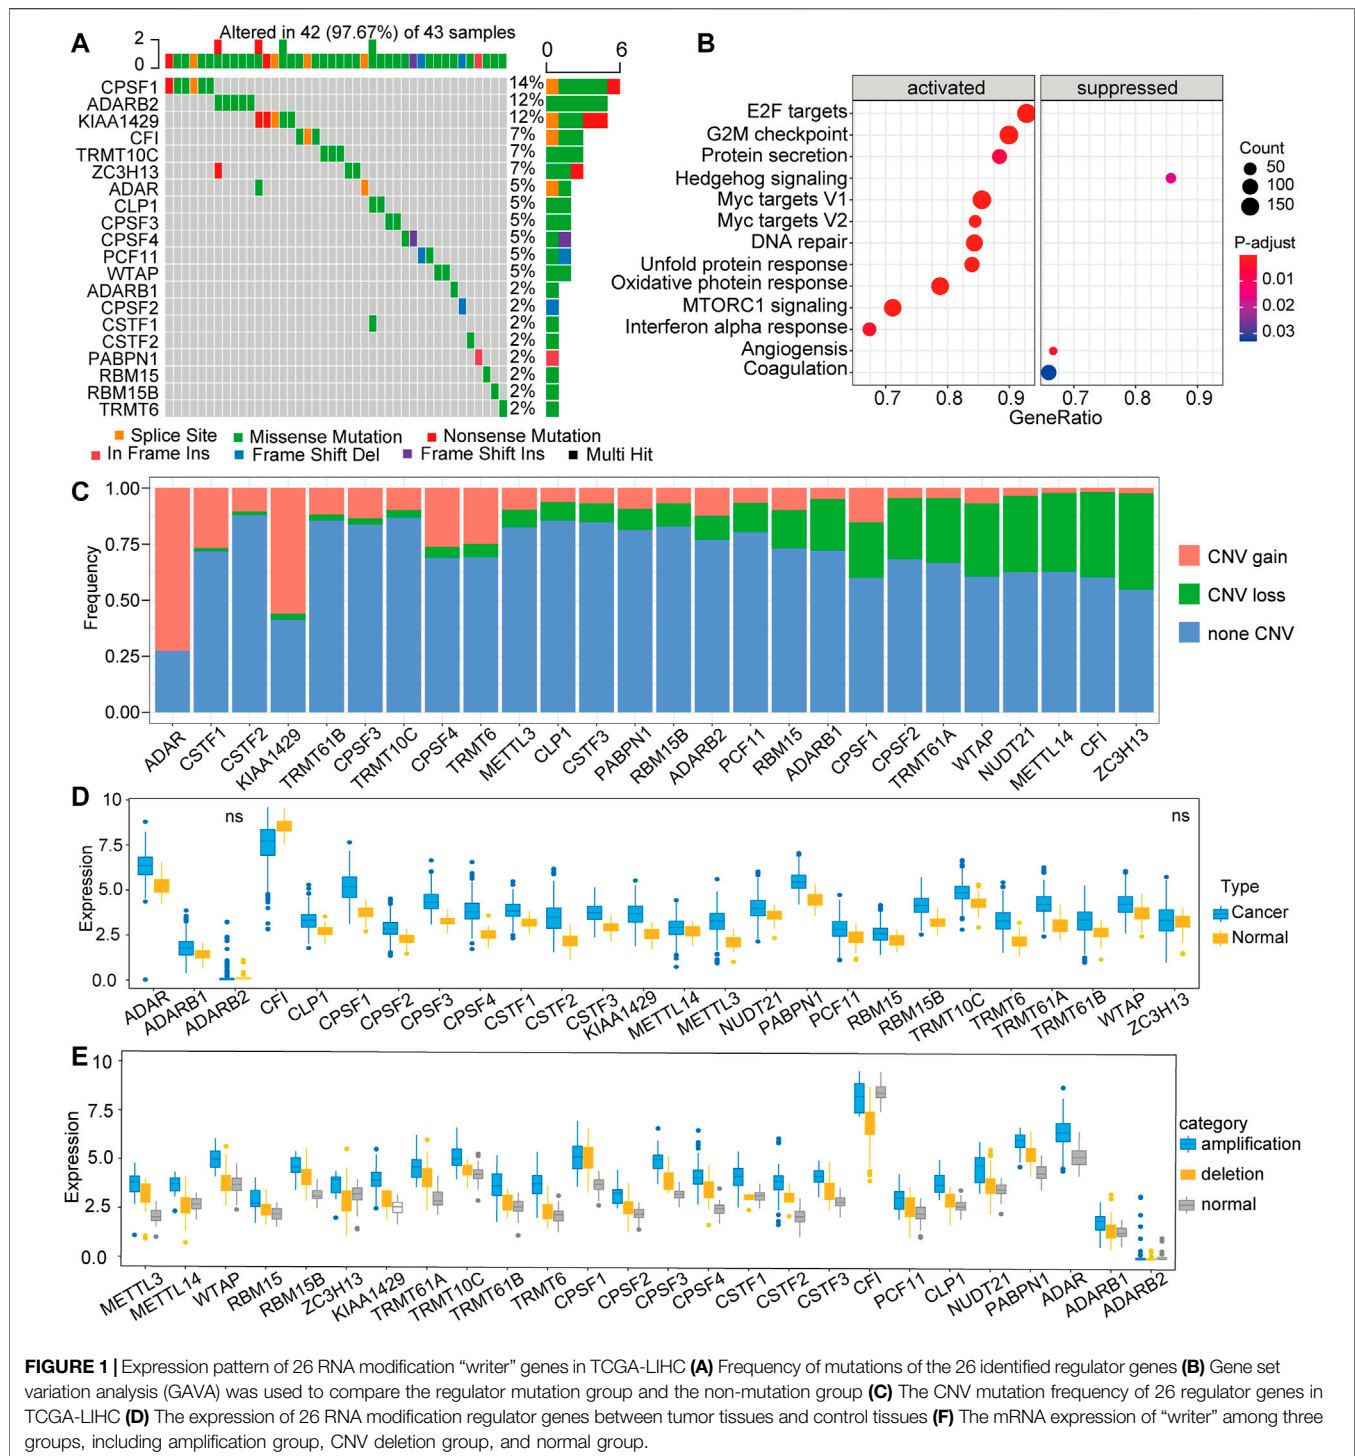 A
Altered in 42 (97.67%) of 43 samples
2
0
0 6
CPSF1 14%
ADARB2 12%
KIAA1429 12%
CFI 7%
TRMT10C 7%
ZC3H13 7%
ADAR 5%
CLP1 5%
CPSF3 5%
CPSF4 5%
PCF11 5%
WTAP 5%
ADARB1 2%
CPSF2 2%
CSTF1 2%
CSTF2 2%
PABPN1 2%
RBM15 2%
RBM15B 2%
TRMT6 2%
Splice Site Missense Mutation Nonsense Mutation
In Frame Ins Frame Shift Del Frame Shift Ins Multi Hit
B
activated suppressed
E2F targets
G2M checkpoint
Protein secretion
Hedgehog signaling
Myc targets V1
Myc targets V2
DNA repair
Unfold protein response
Oxidative photein response
MTORC1 signaling
Interferon alpha response
Angiogensis
Coagulation
0.7 0.8 0.9 0.7 0.8 0.9
GeneRatio
Count
50
100
150
P-adjust
0.01
0.02
0.03
C
Frequency
1.00
0.75
0.50
0.25
0.00
ADAR CSTF1 CSTF2 KIAA1429 TRMT61B CPSF3 TRMT10C CPSF4 TRMT6 METTL3 CLP1 CSTF3 PABPN1 RBM15B ADARB2 PCF11 RBM15 ADARB1 CPSF1 CPSF2 TRMT61A WTAP NUDT21 METTL14 CFI ZC3H13
CNV gain
CNV loss
none CNV
D
Expression
10
7.5
5.0
2.5
0.0
ns ns
ADAR ADARB1 ADARB2 CFI CLP1 CPSF1 CPSF2 CPSF3 CPSF4 CSTF1 CSTF2 CSTF3 KIAA1429 METTL14 METTL3 NUDT21 PABPN1 PCF11 RBM15 RBM15B TRMT10C TRMT6 TRMT61A TRMT61B WTAP ZC3H13
Type
Cancer
Normal
E
Expression
10
7.5
5.0
2.5
0.0
METTL3 METTL14 WTAP RBM15 RBM15B ZC3H13 KIAA1429 TRMT61A TRMT10C TRMT61B TRMT6 CPSF1 CPSF2 CPSF3 CPSF4 CSTF1 CSTF2 CSTF3 CFI PCF11 CLP1 NUDT21 PABPN1 ADAR ADARB1 ADARB2
category
amplification
deletion
normal
FIGURE 1 | Expression pattern of 26 RNA modification “writer” genes in TCGA-LIHC (A) Frequency of mutations of the 26 identified regulator genes (B) Gene set
variation analysis (GAVA) was used to compare the regulator mutation group and the non-mutation group (C) The CNV mutation frequency of 26 regulator genes in
TCGA-LIHC (D) The expression of 26 RNA modification regulator genes between tumor tissues and control tissues (F) The mRNA expression of “writer” among three
groups, including amplification group, CNV deletion group, and normal group.